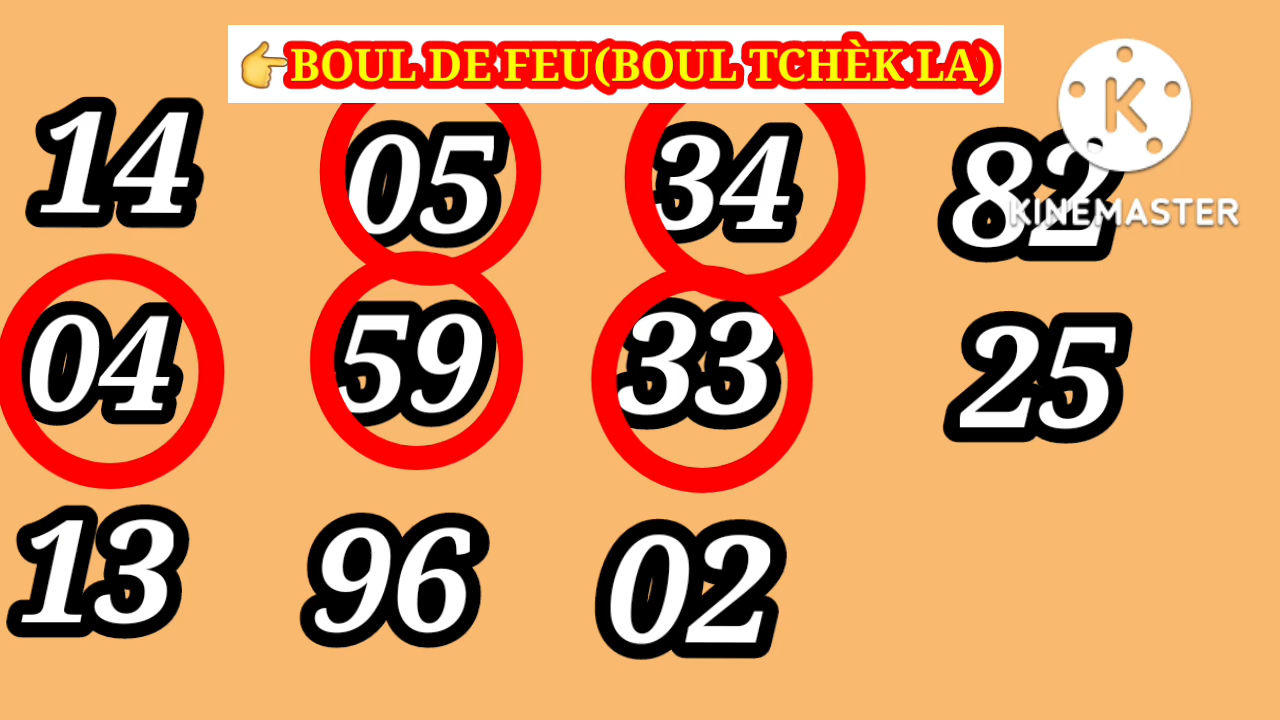 👉BOUL DE FEU(BOUL TCHÈK LA)
14 05 34 82
K
KINEMASTER
04 59 33 25
13 96 02